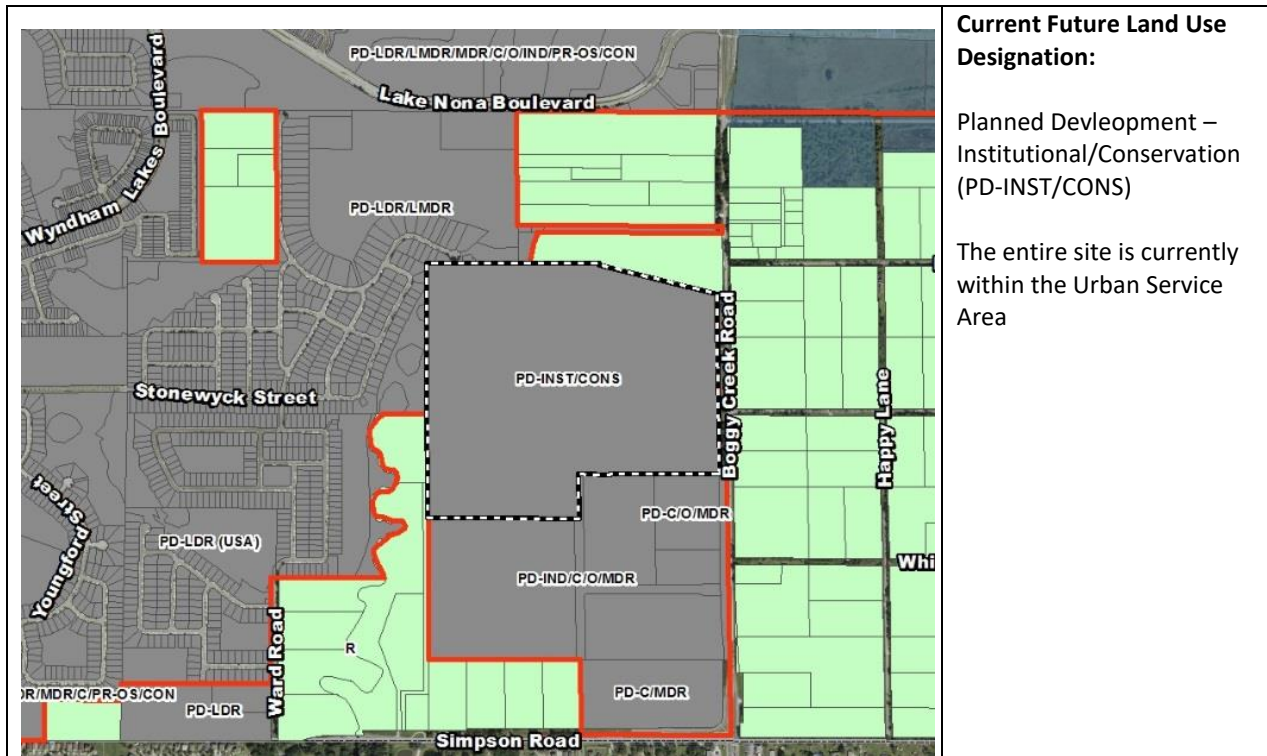 PD-LDR/LMDR/MDR/C/O/IND/PR-OS/CON
Lake Nona Boulevard
Wyndham Lakes Boulevard
PD-LDR/LMDR
PD-INST/CONS
Boggy Creek Road
Happy Lane
Stonewyck Street
Youngford Street
PD-LDR (USA)
PD-C/O/MDR
PD-IND/C/O/MDR
Whi
Ward Road
R
DR/MDR/C/PR-OS/CON
PD-LDR
PD-C/MDR
Simpson Road
Current Future Land Use
Designation:
Planned Devleopment –
Institutional/Conservation
(PD-INST/CONS)
The entire site is currently
within the Urban Service
Area